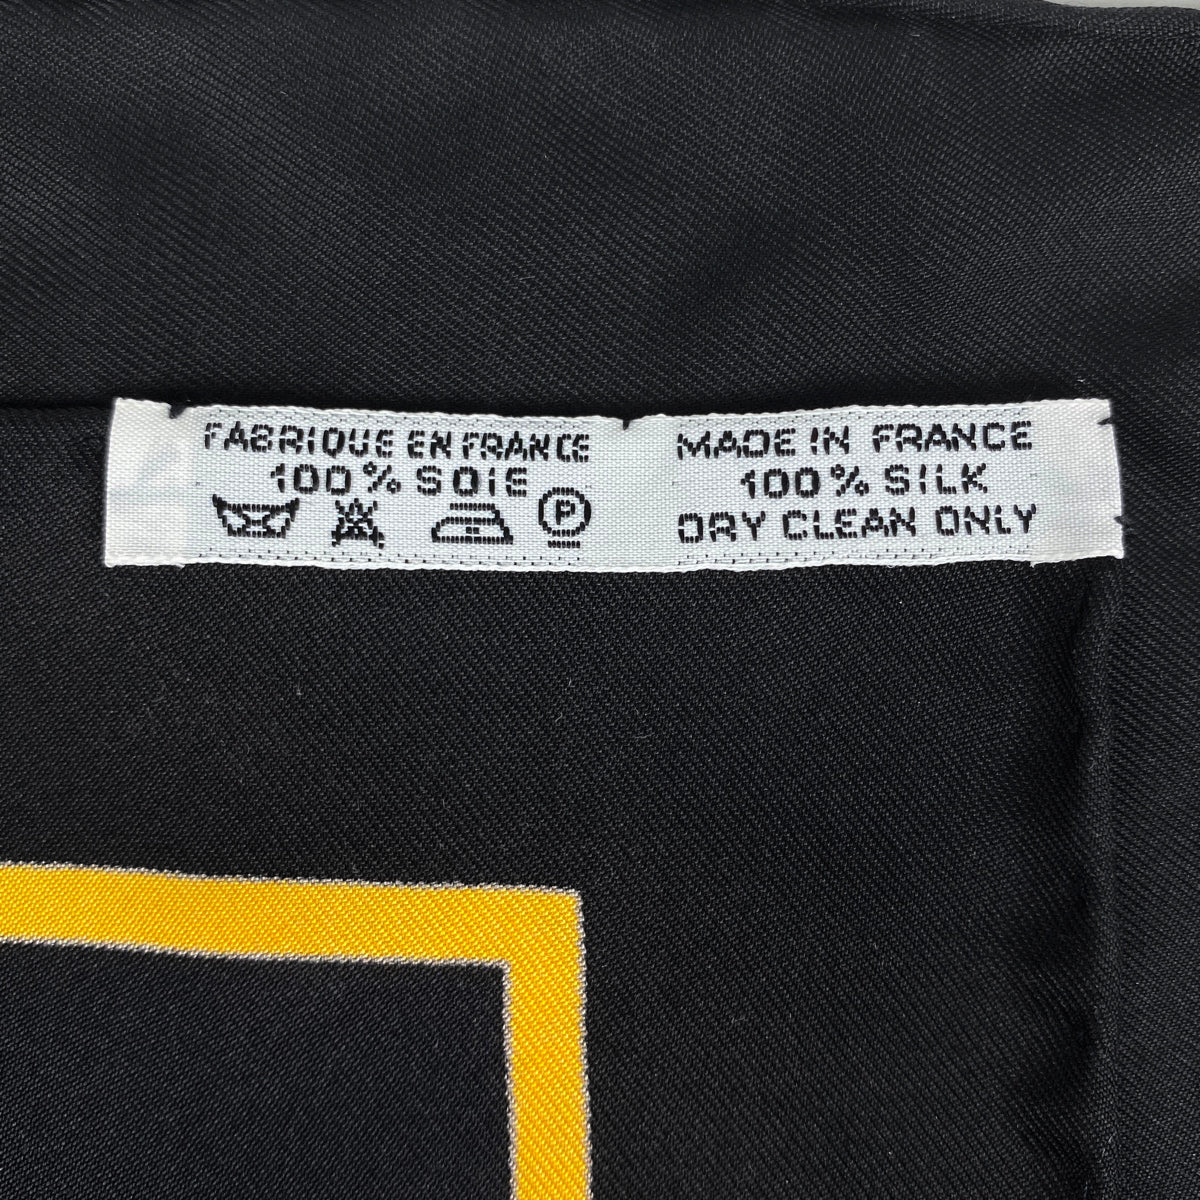 FABRIQUE EN FRANCE
100% SOIE
P
MADE IN FRANCE
100% SILK
DRY CLEAN ONLY